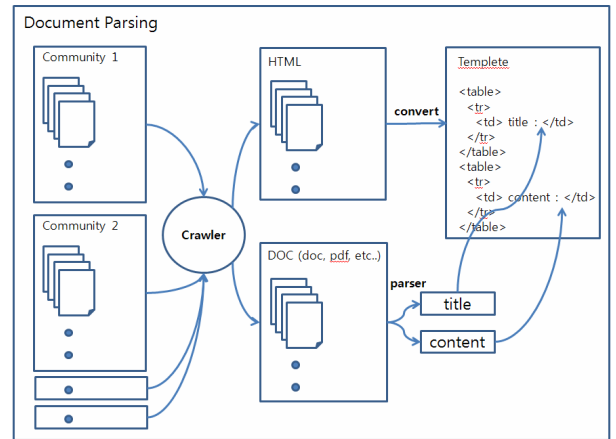 Document Parsing
Community 1
Community 2
Crawler
HTML
DOC (doc, pdf, etc..)
convert
parser
title
content
Templete
<table>
<tr>
<td> title : </td>
</tr>
</table>
<table>
<tr>
<td> content : </td>
</tr>
</table>